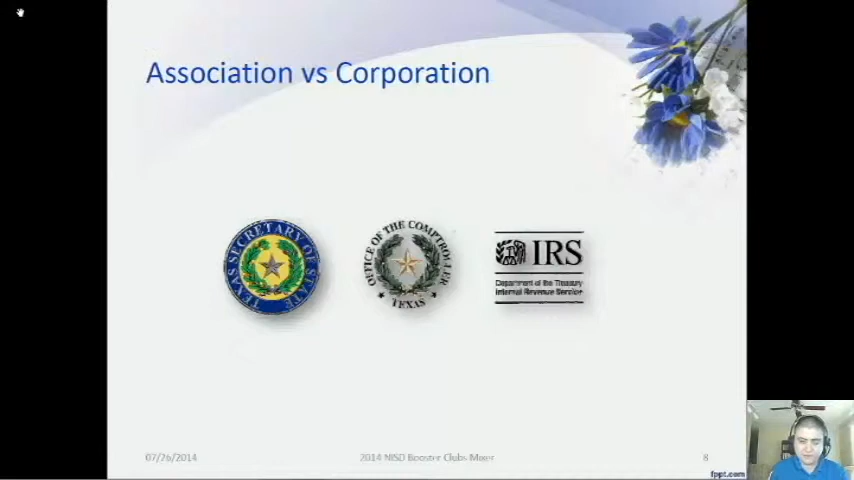 Association vs Corporation
TEXAS SECRETARY OF STATE
OFFICE OF THE COMPTROLLER
TEXAS
IRS
Department of the Treasury
Internal Revenue Service
07/26/2014
2014 NISD Booster Clubs Mixer
8
fppt.com